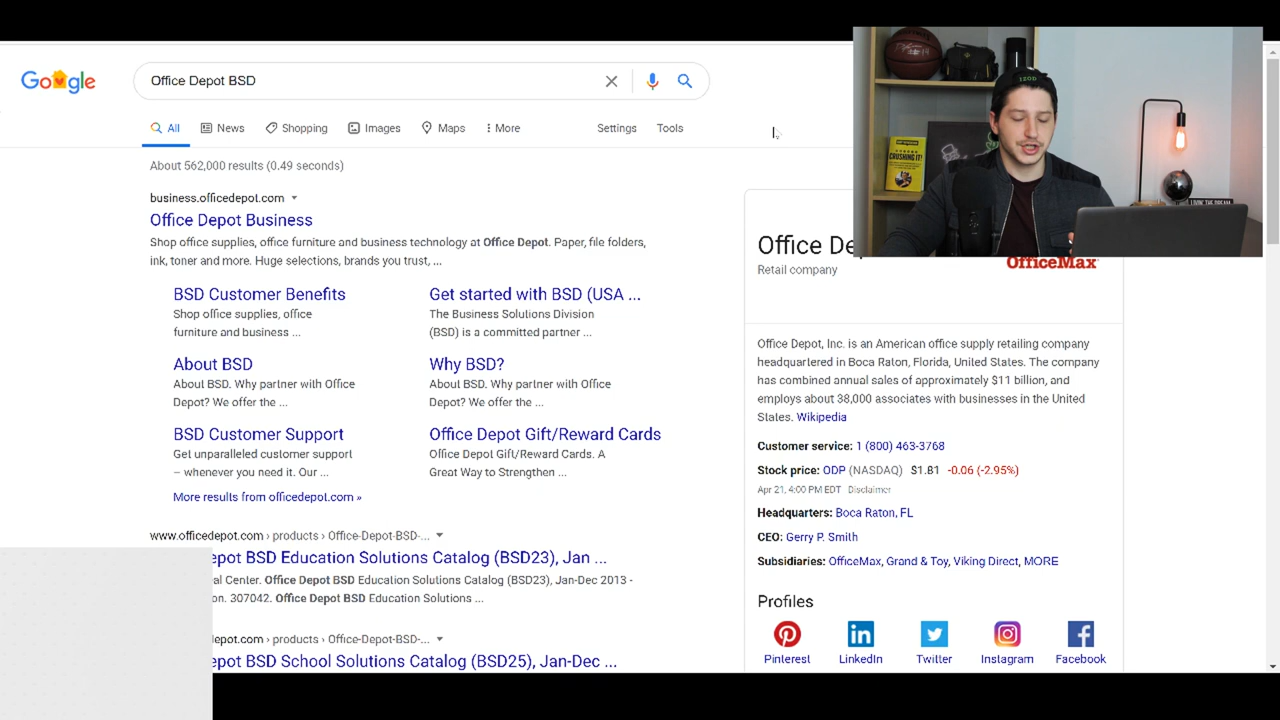 Google
Office Depot BSD
All
News
Shopping
Images
Maps
More
Settings
Tools
About 562,000 results (0.49 seconds)
business.officedepot.com
Office Depot Business
Shop office supplies, office furniture and business technology at Office Depot. Paper, file folders,
ink, toner and more. Huge selections, brands you trust, ...
BSD Customer Benefits
Shop office supplies, office
furniture and business ...
Get started with BSD (USA ...
The Business Solutions Division
(BSD) is a committed partner ...
About BSD
About BSD. Why partner with Office
Depot? We offer the ...
Why BSD?
About BSD. Why partner with Office
Depot? We offer the ...
BSD Customer Support
Get unparalleled customer support
– whenever you need it. Our ...
Office Depot Gift/Reward Cards
Office Depot Gift/Reward Cards. A
Great Way to Strengthen ...
More results from officedepot.com »
www.officedepot.com › products › Office-Depot-BSD-...
epot BSD Education Solutions Catalog (BSD23), Jan ...
al Center. Office Depot BSD Education Solutions Catalog (BSD23), Jan-Dec 2013 -
on. 307042. Office Depot BSD Education Solutions ...
depot.com › products › Office-Depot-BSD-...
epot BSD School Solutions Catalog (BSD25), Jan-Dec ...
Office De
Retail company
OfficeMax
Office Depot, Inc. is an American office supply retailing company
headquartered in Boca Raton, Florida, United States. The company
has combined annual sales of approximately $11 billion, and
employs about 38,000 associates with businesses in the United
States. Wikipedia
Customer service: 1 (800) 463-3768
Stock price: ODP (NASDAQ) $1.81 -0.06 (-2.95%)
Apr 21, 4:00 PM EDT Disclaimer
Headquarters: Boca Raton, FL
CEO: Gerry P. Smith
Subsidiaries: OfficeMax, Grand & Toy, Viking Direct, MORE
Profiles
Pinterest
LinkedIn
Twitter
Instagram
Facebook
IZOD
CRUSHING IT!
LIVIN' THE DREAM